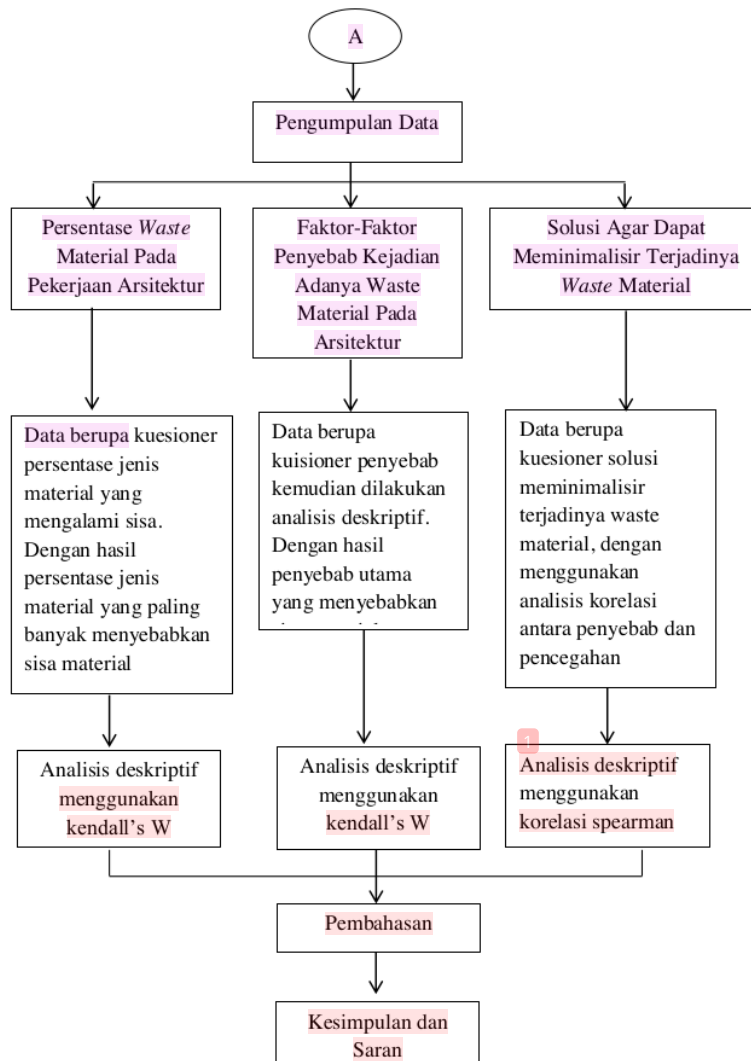 A
Pengumpulan Data
Persentase Waste
Material Pada
Pekerjaan Arsitektur
Faktor-Faktor
Penyebab Kejadian
Adanya Waste
Material Pada
Arsitektur
Solusi Agar Dapat
Meminimalisir Terjadinya
Waste Material
Data berupa kuesioner
persentase jenis
material yang
mengalami sisa.
Dengan hasil
persentase jenis
material yang paling
banyak menyebabkan
sisa material
Data berupa
kuisioner penyebab
kemudian dilakukan
analisis deskriptif.
Dengan hasil
penyebab utama
yang menyebabkan
Data berupa
kuesioner solusi
meminimalisir
terjadinya waste
material, dengan
menggunakan
analisis korelasi
antara penyebab dan
pencegahan
Analisis deskriptif
menggunakan
kendall's W
Analisis deskriptif
menggunakan
kendall's W
1
Analisis deskriptif
menggunakan
korelasi spearman
Pembahasan
Kesimpulan dan
Saran